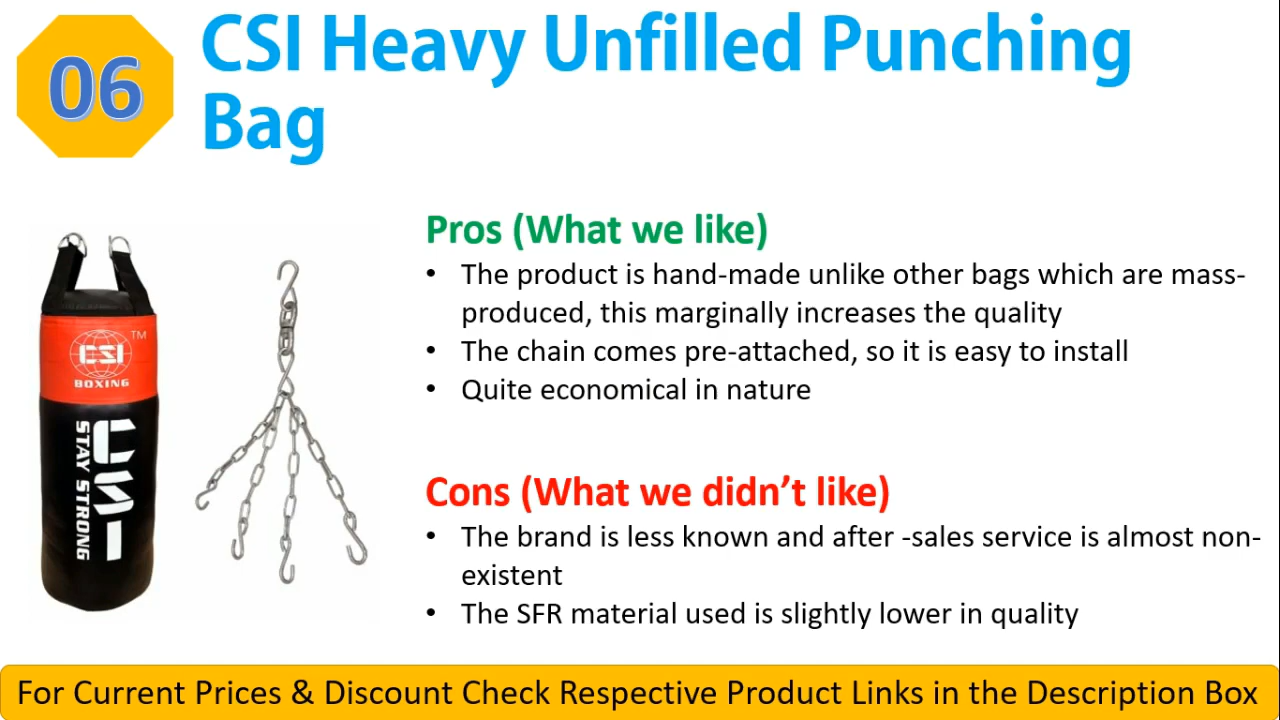 06
CSI Heavy Unfilled Punching
Bag
Pros (What we like)
• The product is hand-made unlike other bags which are mass-
produced, this marginally increases the quality
• The chain comes pre-attached, so it is easy to install
• Quite economical in nature
Cons (What we didn’t like)
• The brand is less known and after -sales service is almost non-
existent
• The SFR material used is slightly lower in quality
TM
CSI
BOXING
CSI
STAY STRONG
For Current Prices & Discount Check Respective Product Links in the Description Box